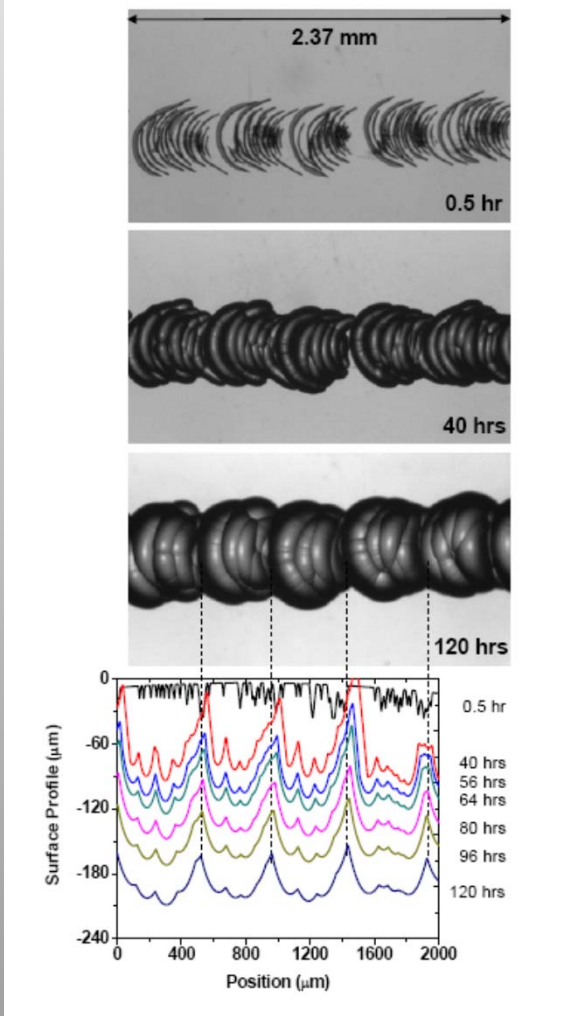 2.37 mm
0.5 hr
40 hrs
120 hrs
0
-60
-120
-180
-240
Surface Profile (μm)
0.5 hr
40 hrs
56 hrs
64 hrs
80 hrs
96 hrs
120 hrs
0 400 800 1200 1600 2000
Position (μm)